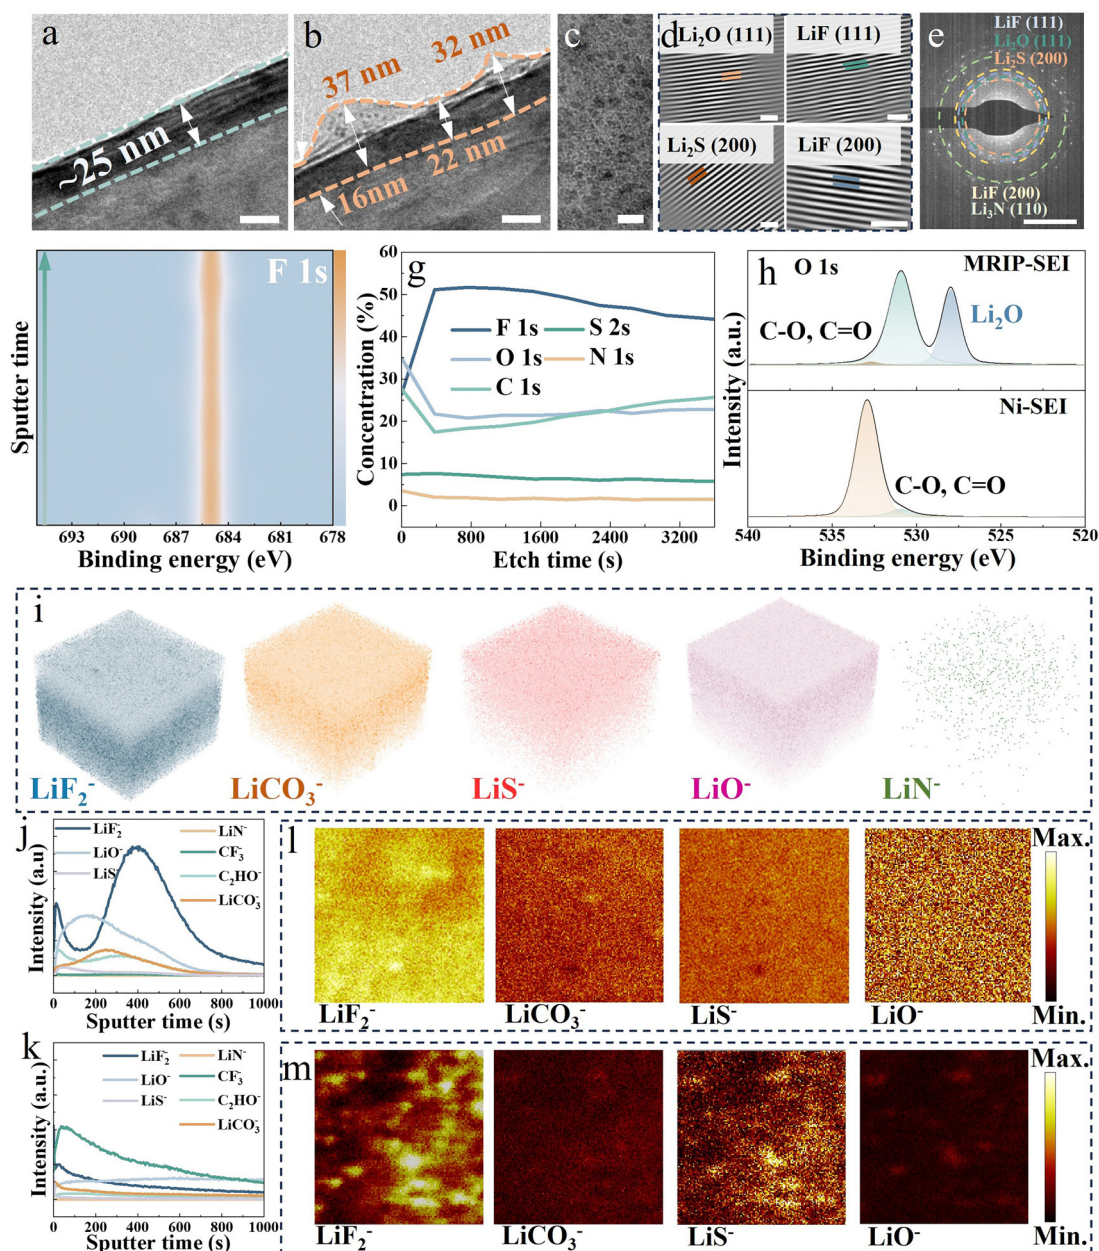 a
~25 nm
b
37 nm
32 nm
16nm
22 nm
c
d
Li₂O (111)
LiF (111)
Li₂S (200)
LiF (200)
e
LiF (111)
Li₂O (111)
Li₂S (200)
LiF (200)
Li₃N (110)
F 1s
Sputter time
693 690 687 684 681 678
Binding energy (eV)
g
60
50
40
30
20
10
0
Concentration (%)
F 1s
O 1s
C 1s
S 2s
N 1s
0 800 1600 2400 3200
Etch time (s)
h
O 1s
MRIP-SEI
C-O, C=O
Li₂O
Ni-SEI
C-O, C=O
Intensity (a.u.)
540 535 530 525 520
Binding energy (eV)
i
LiF₂⁻
LiCO₃⁻
LiS⁻
LiO⁻
LiN⁻
j
Intensity (a.u)
LiF₂⁻
LiO⁻
LiS⁻
LiN⁻
CF₃⁻
C₂HO⁻
LiCO₃⁻
0 200 400 600 800 1000
Sputter time (s)
k
Intensity (a.u.)
LiF₂⁻
LiO⁻
LiS⁻
LiN⁻
CF₃⁻
C₂HO⁻
LiCO₃⁻
0 200 400 600 800 1000
Sputter time (s)
l
LiF₂⁻
LiCO₃⁻
LiS⁻
LiO⁻
Max.
Min.
m
LiF₂⁻
LiCO₃⁻
LiS⁻
LiO⁻
Max.
Min.